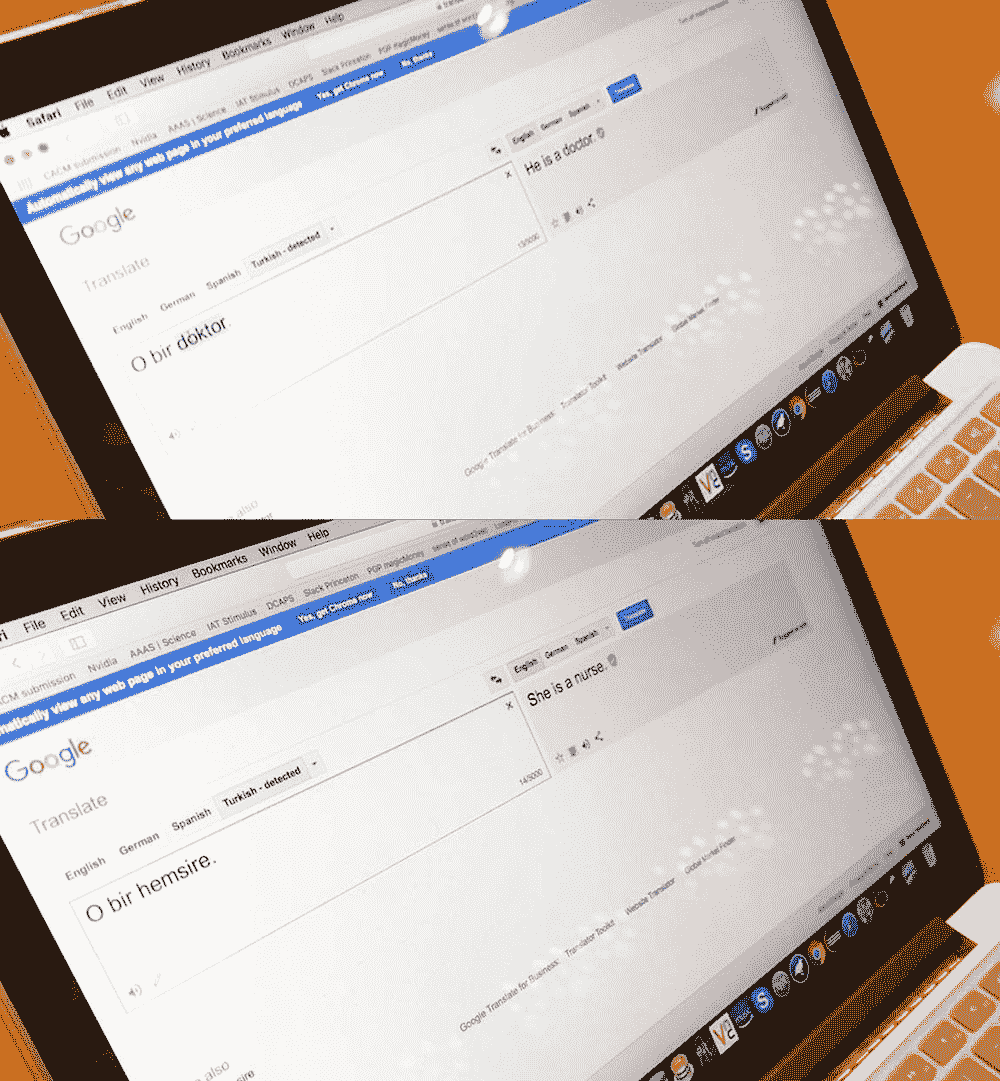 Safari File Edit View History Bookmarks Window Help
CACM submission Nvidia AAAS | Science IAT Stimulus DCAPS Slack Princeton PGP magicMoney
Automatically view any web page in your preferred language Yes, get Chrome now No, thanks
Google
Translate
English German Spanish Turkish - detected
English German Spanish Translate
O bir doktor.
13/5000
He is a doctor.
Google Translate for Business: Translator Toolkit Website Translator Global Market Finder
File Edit View History Bookmarks Window Help
CACM submission Nvidia AAAS | Science IAT Stimulus DCAPS Slack Princeton PGP magicMoney
matically view any web page in your preferred language Yes, get Chrome now No, thanks
Google
Translate
English German Spanish Turkish - detected
English German Spanish Translate
O bir hemsire.
14/5000
She is a nurse.
Google Translate for Business: Translator Toolkit Website Translator Global Market Finder